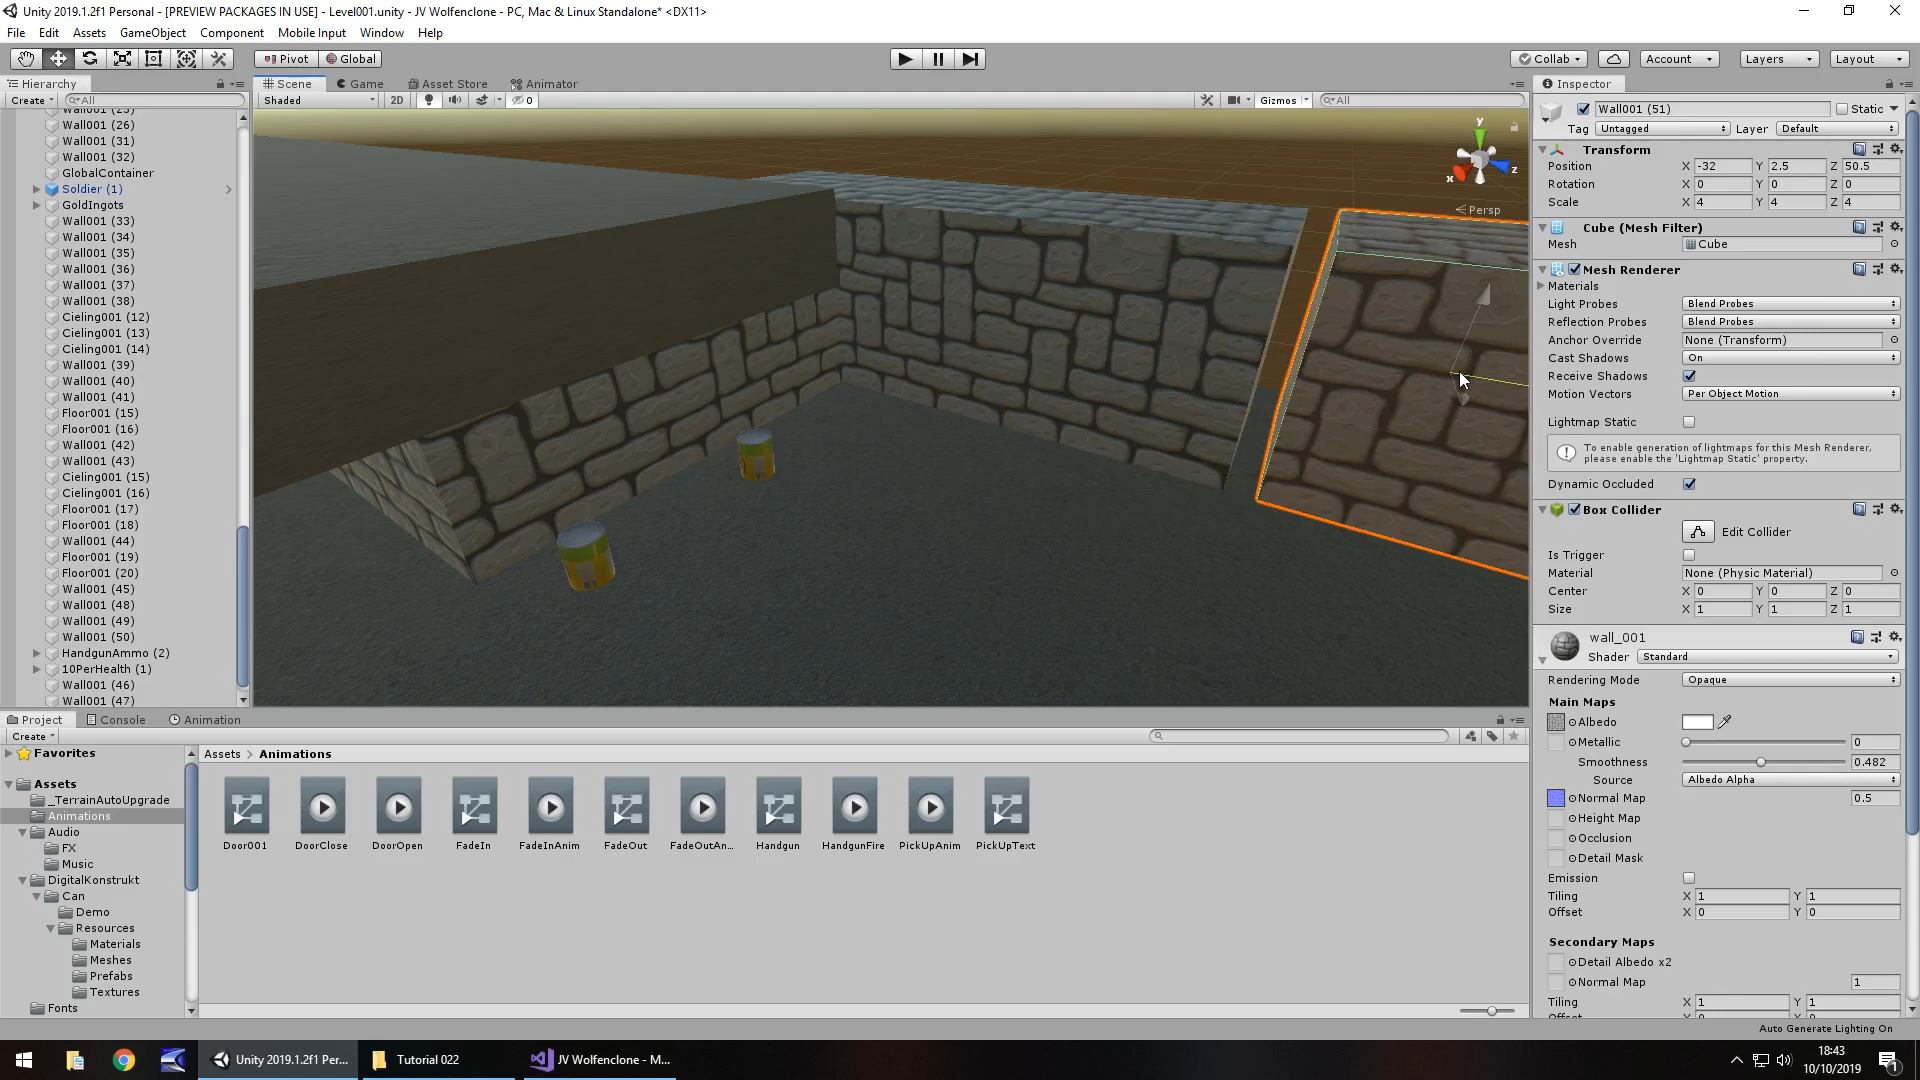 Unity 2019.1.2f1 Personal - [PREVIEW PACKAGES IN USE] - Level001.unity - JV Wolfenclone - PC, Mac & Linux Standalone* <DX11>
File Edit Assets GameObject Component Mobile Input Window Help
Pivot Global Collab Account Layers Layout
Hierarchy Scene Game Asset Store Animator Inspector
Create All Shaded 2D 0 Gizmos All
Wall001 (51) Static
Tag Untagged Layer Default
Transform
Position X -32 Y 2.5 Z 50.5
Rotation X 0 Y 0 Z 0
Scale X 4 Y 4 Z 4
Cube (Mesh Filter)
Mesh Cube
Mesh Renderer
Materials
Light Probes Blend Probes
Reflection Probes Blend Probes
Anchor Override None (Transform)
Cast Shadows On
Receive Shadows
Motion Vectors Per Object Motion
Lightmap Static
To enable generation of lightmaps for this Mesh Renderer,
please enable the 'Lightmap Static' property.
Dynamic Occluded
Box Collider
Edit Collider
Is Trigger
Material None (Physic Material)
Center X 0 Y 0 Z 0
Size X 1 Y 1 Z 1
wall_001
Shader Standard
Rendering Mode Opaque
Main Maps
Albedo
Metallic 0
Smoothness 0.482
Source Albedo Alpha
Normal Map 0.5
Height Map
Occlusion
Detail Mask
Emission
Tiling X 1 Y 1
Offset X 0 Y 0
Secondary Maps
Detail Albedo x2
Normal Map 1
Tiling X 1 Y 1
Offset X 0 Y 0
Auto Generate Lighting On
y
x
z
Persp
Wall001 (25)
Wall001 (26)
Wall001 (31)
Wall001 (32)
GlobalContainer
Soldier (1)
GoldIngots
Wall001 (33)
Wall001 (34)
Wall001 (35)
Wall001 (36)
Wall001 (37)
Wall001 (38)
Cieling001 (12)
Cieling001 (13)
Cieling001 (14)
Wall001 (39)
Wall001 (40)
Wall001 (41)
Floor001 (15)
Floor001 (16)
Wall001 (42)
Wall001 (43)
Cieling001 (15)
Cieling001 (16)
Floor001 (17)
Floor001 (18)
Wall001 (44)
Floor001 (19)
Floor001 (20)
Wall001 (45)
Wall001 (48)
Wall001 (49)
Wall001 (50)
HandgunAmmo (2)
10PerHealth (1)
Wall001 (46)
Wall001 (47)
Project Console Animation
Create
Favorites
Assets
_TerrainAutoUpgrade
Animations
Audio
FX
Music
DigitalKonstrukt
Can
Demo
Resources
Materials
Meshes
Prefabs
Textures
Fonts
Assets > Animations
Door001 DoorClose DoorOpen FadeIn FadeInAnim FadeOut FadeOutAn... Handgun HandgunFire PickUpAnim PickUpText
Unity 2019.1.2f1 Per... Tutorial 022 JV Wolfenclone - M...
18:43
10/10/2019
1